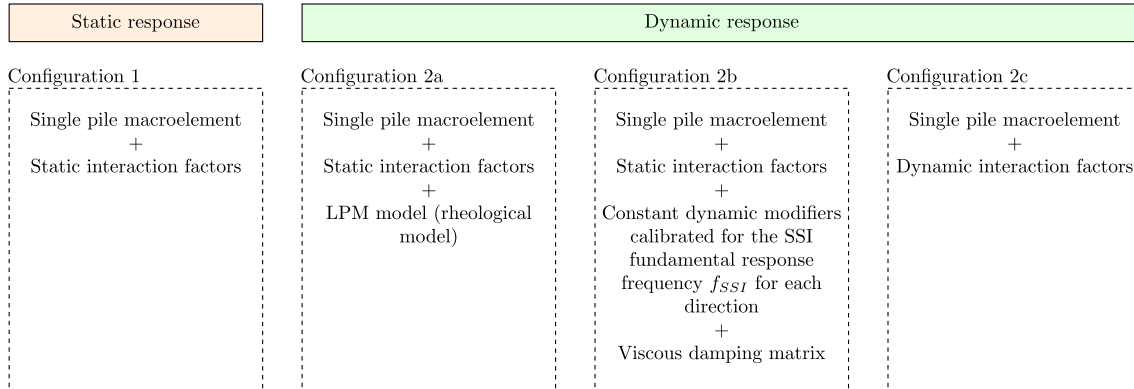 Static response
Dynamic response
Configuration 1
Single pile macroelement
+
Static interaction factors
Configuration 2a
Single pile macroelement
+
Static interaction factors
+
LPM model (rheological
model)
Configuration 2b
Single pile macroelement
+
Static interaction factors
+
Constant dynamic modifiers
calibrated for the SSI
fundamental response
frequency f_{SSI} for each
direction
+
Viscous damping matrix
Configuration 2c
Single pile macroelement
+
Dynamic interaction factors